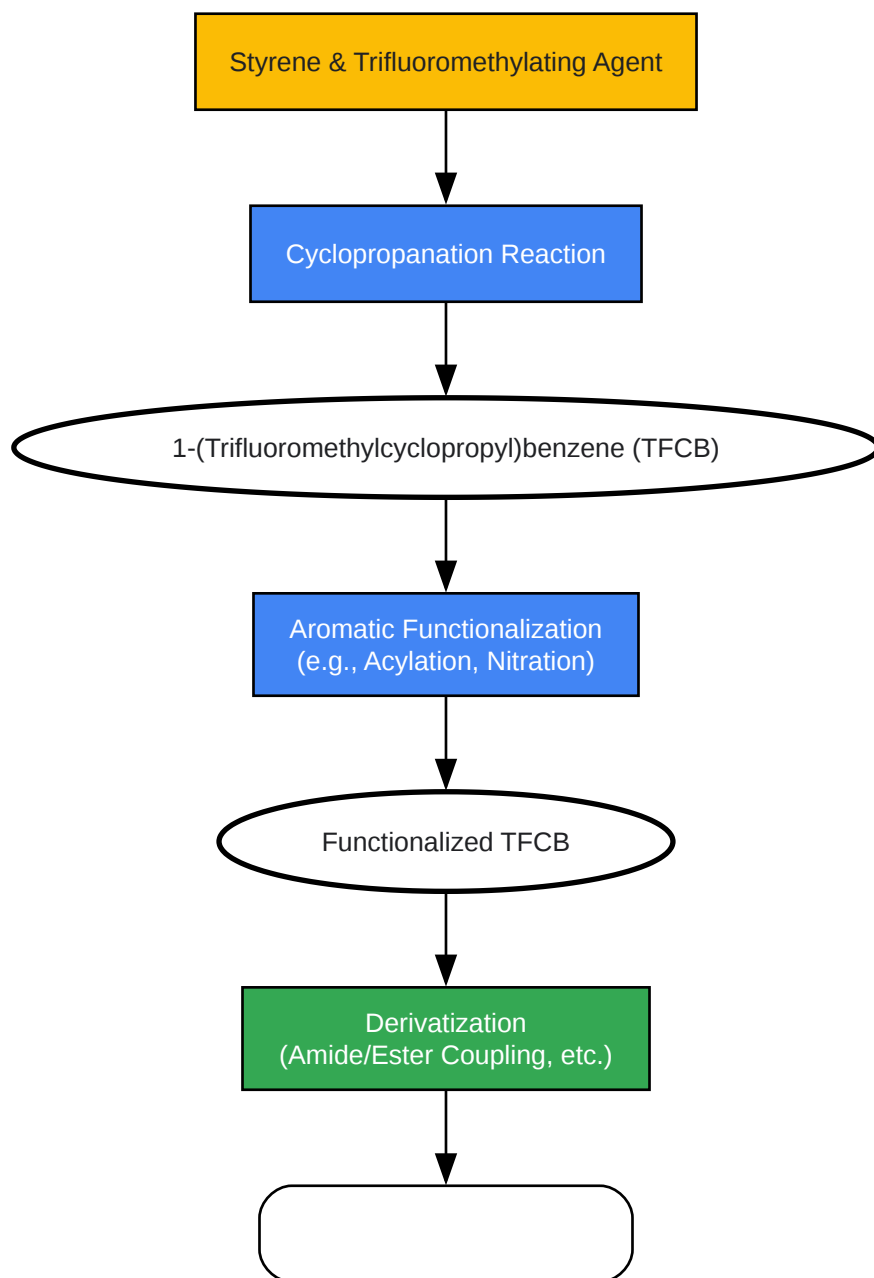 Styrene & Trifluoromethylating Agent
Cyclopropanation Reaction
1-(Trifluoromethylcyclopropyl)benzene (TFCB)
Aromatic Functionalization
(e.g., Acylation, Nitration)
Functionalized TFCB
Derivatization
(Amide/Ester Coupling, etc.)